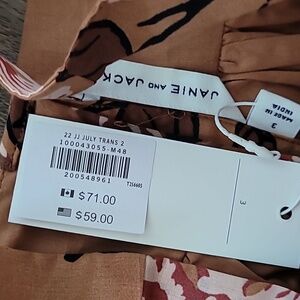 JANIE AND JACK
3
MADE IN
INDIA
22 JJ JULY TRANS 2
100043055-M48
200548961
T156605
$71.00
$59.00
3